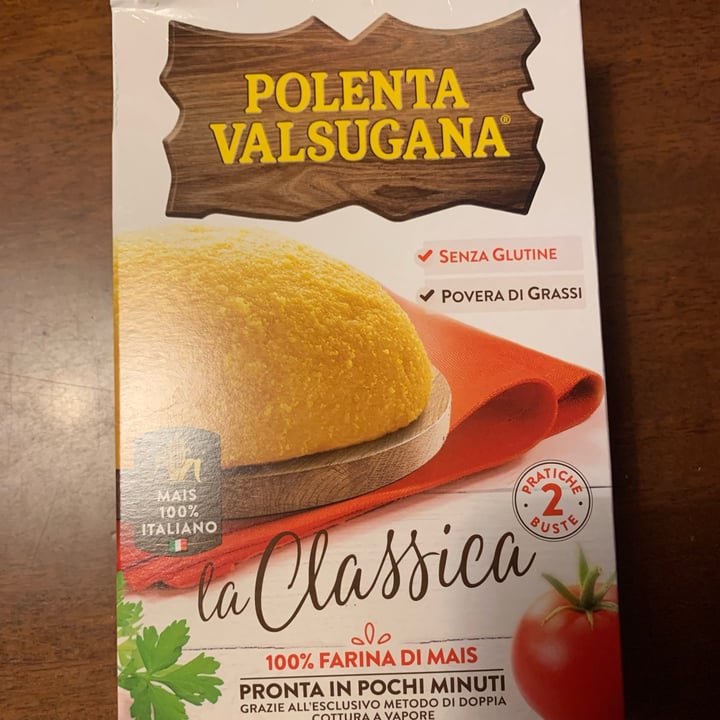 POLENTA
VALSUGANA®
SENZA GLUTINE
POVERA DI GRASSI
MAIS
100%
ITALIANO
PRATICHE
2
BUSTE
la Classica
100% FARINA DI MAIS
PRONTA IN POCHI MINUTI
GRAZIE ALL'ESCLUSIVO METODO DI DOPPIA
COTTURA A VAPORE